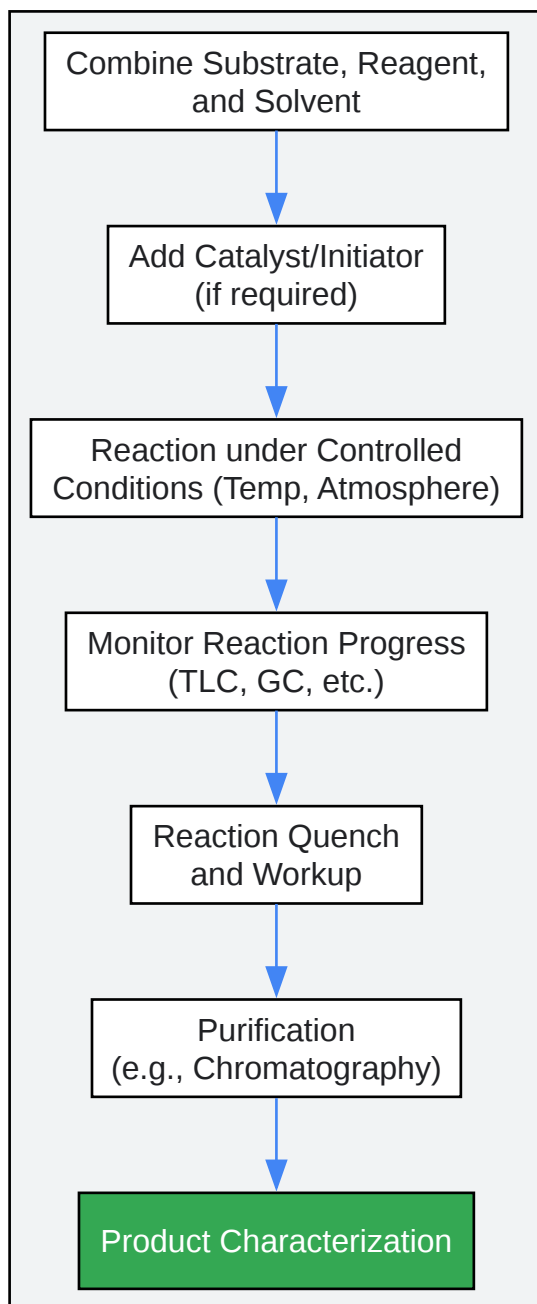 Combine Substrate, Reagent,
and Solvent
Add Catalyst/Initiator
(if required)
Reaction under Controlled
Conditions (Temp, Atmosphere)
Monitor Reaction Progress
(TLC, GC, etc.)
Reaction Quench
and Workup
Purification
(e.g., Chromatography)
Product Characterization